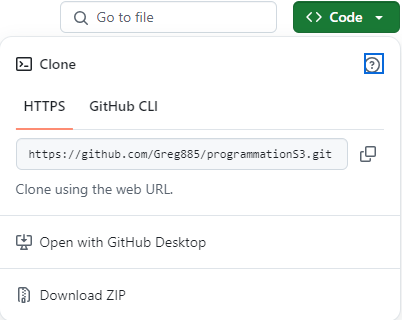 Go to file
Code
Clone
HTTPS GitHub CLI
https://github.com/Greg885/programmationS3.git
Clone using the web URL.
Open with GitHub Desktop
Download ZIP